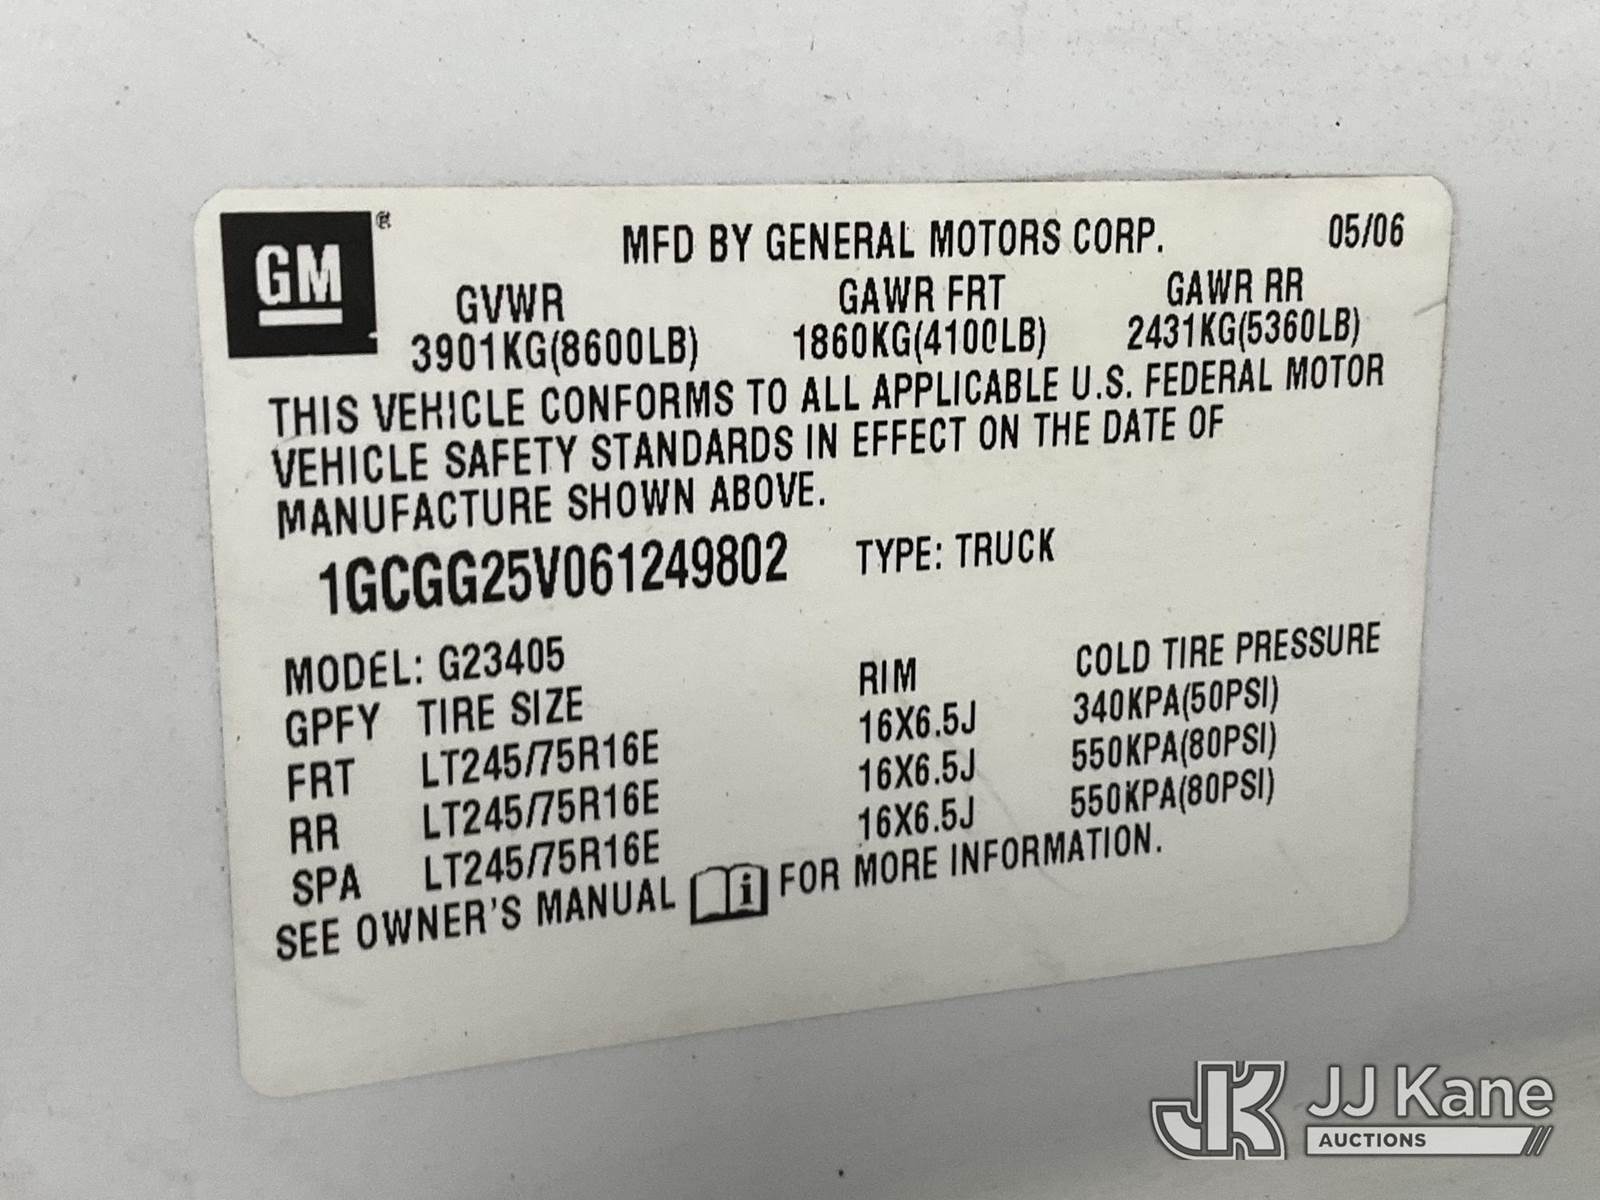 GM®
MFD BY GENERAL MOTORS CORP. 05/06
GVWR GAWR FRT GAWR RR
3901KG(8600LB) 1860KG(4100LB) 2431KG(5360LB)
THIS VEHICLE CONFORMS TO ALL APPLICABLE U.S. FEDERAL MOTOR
VEHICLE SAFETY STANDARDS IN EFFECT ON THE DATE OF
MANUFACTURE SHOWN ABOVE.
1GCGG25V061249802 TYPE: TRUCK
MODEL: G23405
GPFY TIRE SIZE RIM COLD TIRE PRESSURE
FRT LT245/75R16E 16X6.5J 340KPA(50PSI)
RR LT245/75R16E 16X6.5J 550KPA(80PSI)
SPA LT245/75R16E 16X6.5J 550KPA(80PSI)
SEE OWNER'S MANUAL i FOR MORE INFORMATION.
JK JJ Kane
AUCTIONS